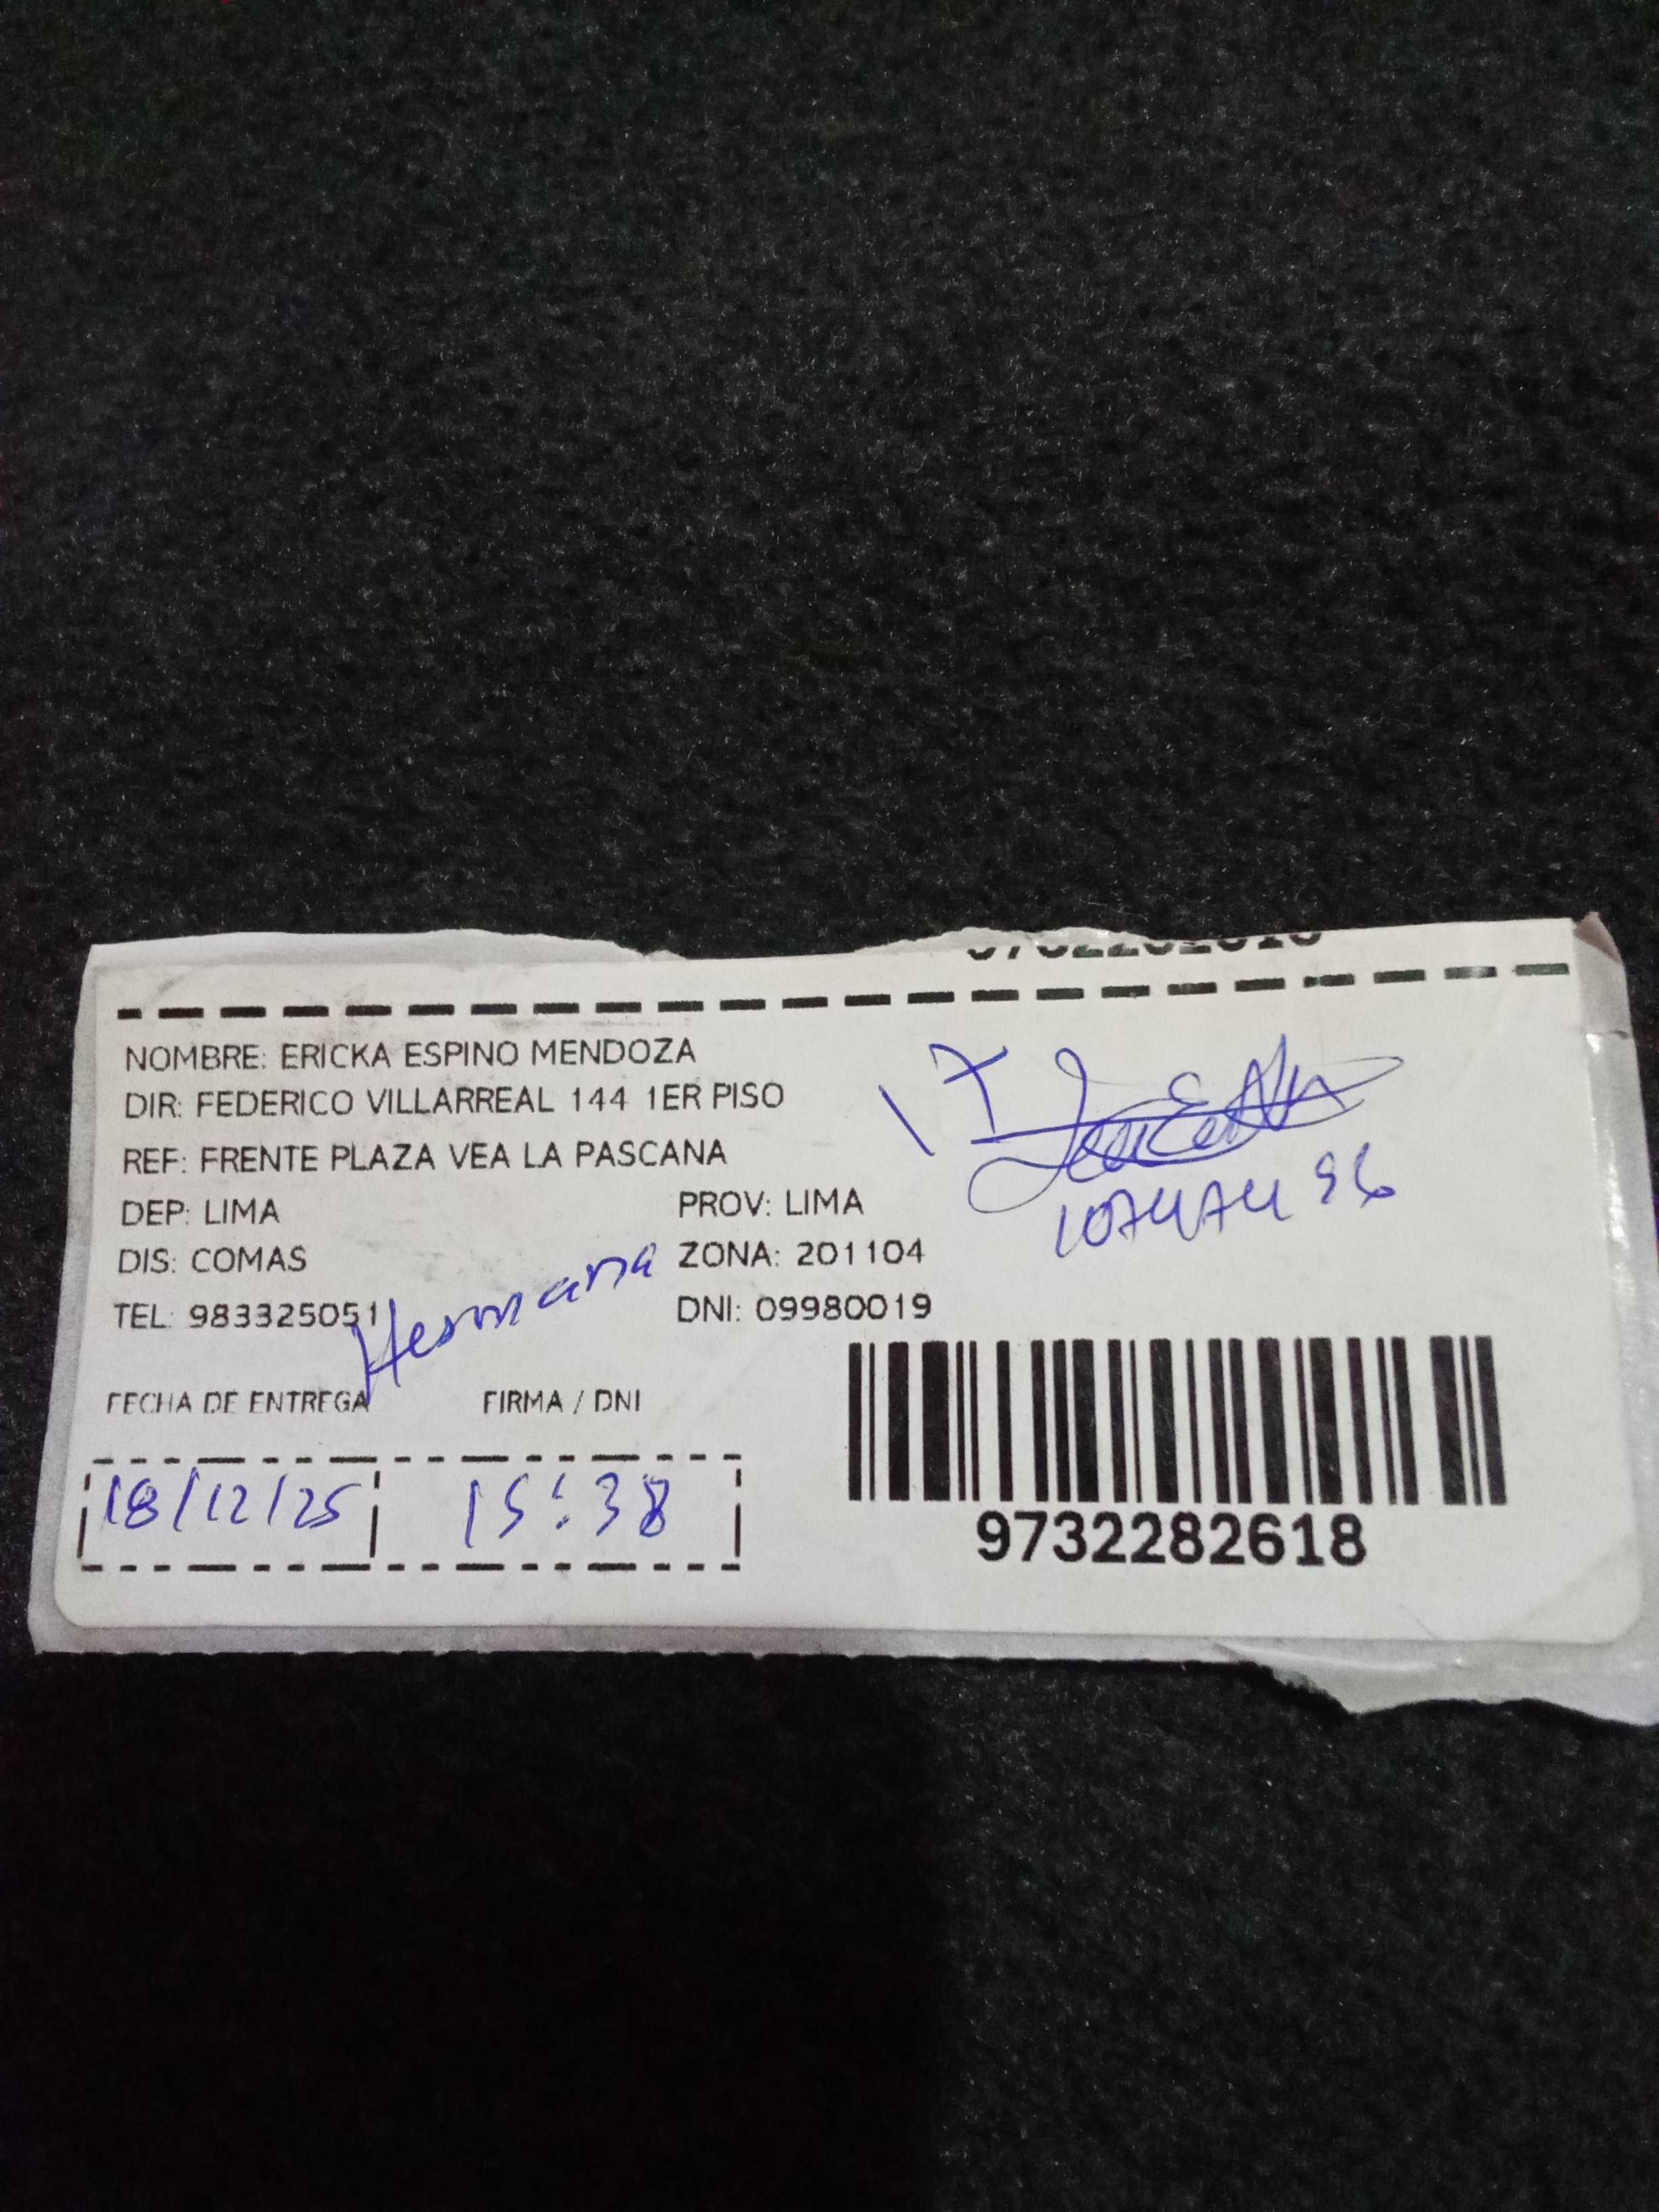 NOMBRE: ERICKA ESPINO MENDOZA
DIR: FEDERICO VILLARREAL 144 1ER PISO
17
REF: FRENTE PLAZA VEA LA PASCANA
DEP: LIMA PROV: LIMA
DIS: COMAS ZONA: 201104
TEL: 983325051 DNI: 09980019
Hermana
FECHA DE ENTREGA FIRMA / DNI
18/12/25 15:38
9732282618